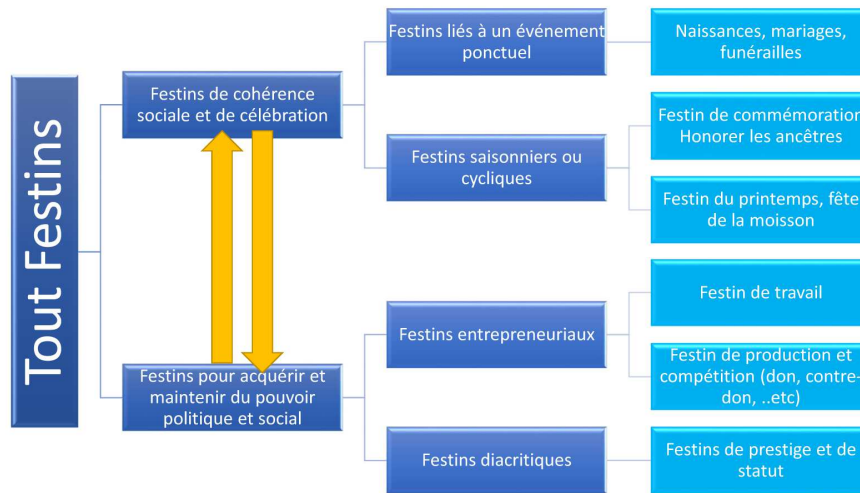 Tout Festins
Festins de cohérence
sociale et de célébration
Festins liés à un événement
ponctuel
Naissances, mariages,
funérailles
Festins saisonniers ou
cycliques
Festin de commémoration
Honorer les ancêtres
Festin du printemps, fête
de la moisson
Festins pour acquérir et
maintenir du pouvoir
politique et social
Festins entrepreneuriaux
Festin de travail
Festin de production et
compétition (don, contre-
don, ..etc)
Festins diacritiques
Festins de prestige et de
statut